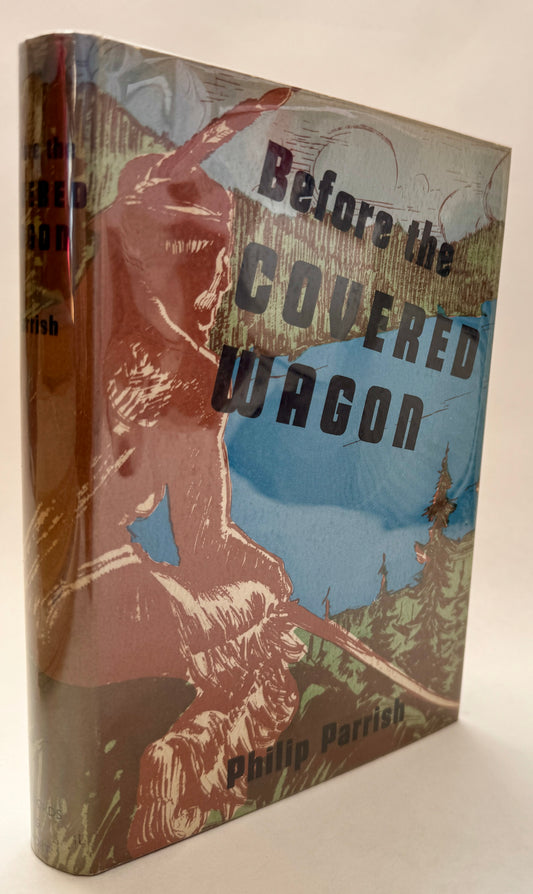 Before the
COVERED
WAGON
Philip Parrish